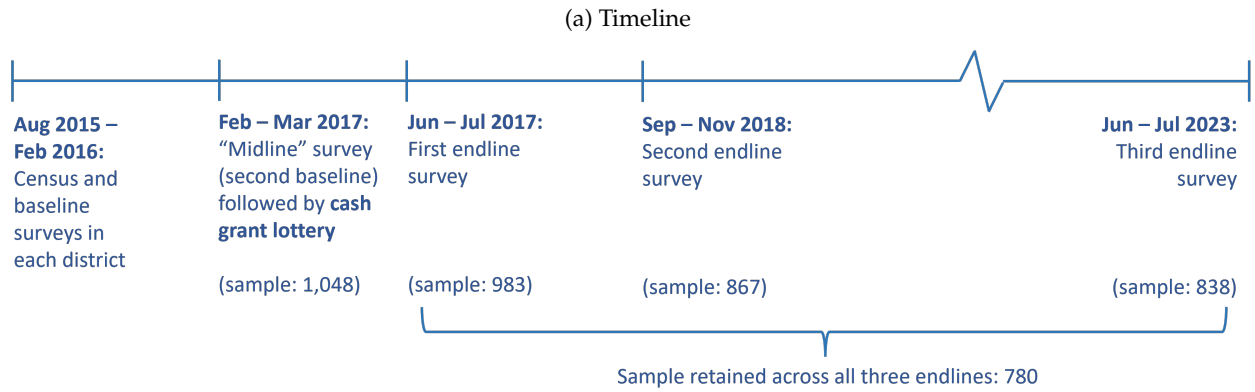 (a) Timeline
Aug 2015 –
Feb 2016:
Census and
baseline
surveys in
each district
Feb – Mar 2017:
“Midline” survey
(second baseline)
followed by cash
grant lottery
(sample: 1,048)
Jun – Jul 2017:
First endline
survey
(sample: 983)
Sep – Nov 2018:
Second endline
survey
(sample: 867)
Jun – Jul 2023:
Third endline
survey
(sample: 838)
Sample retained across all three endlines: 780